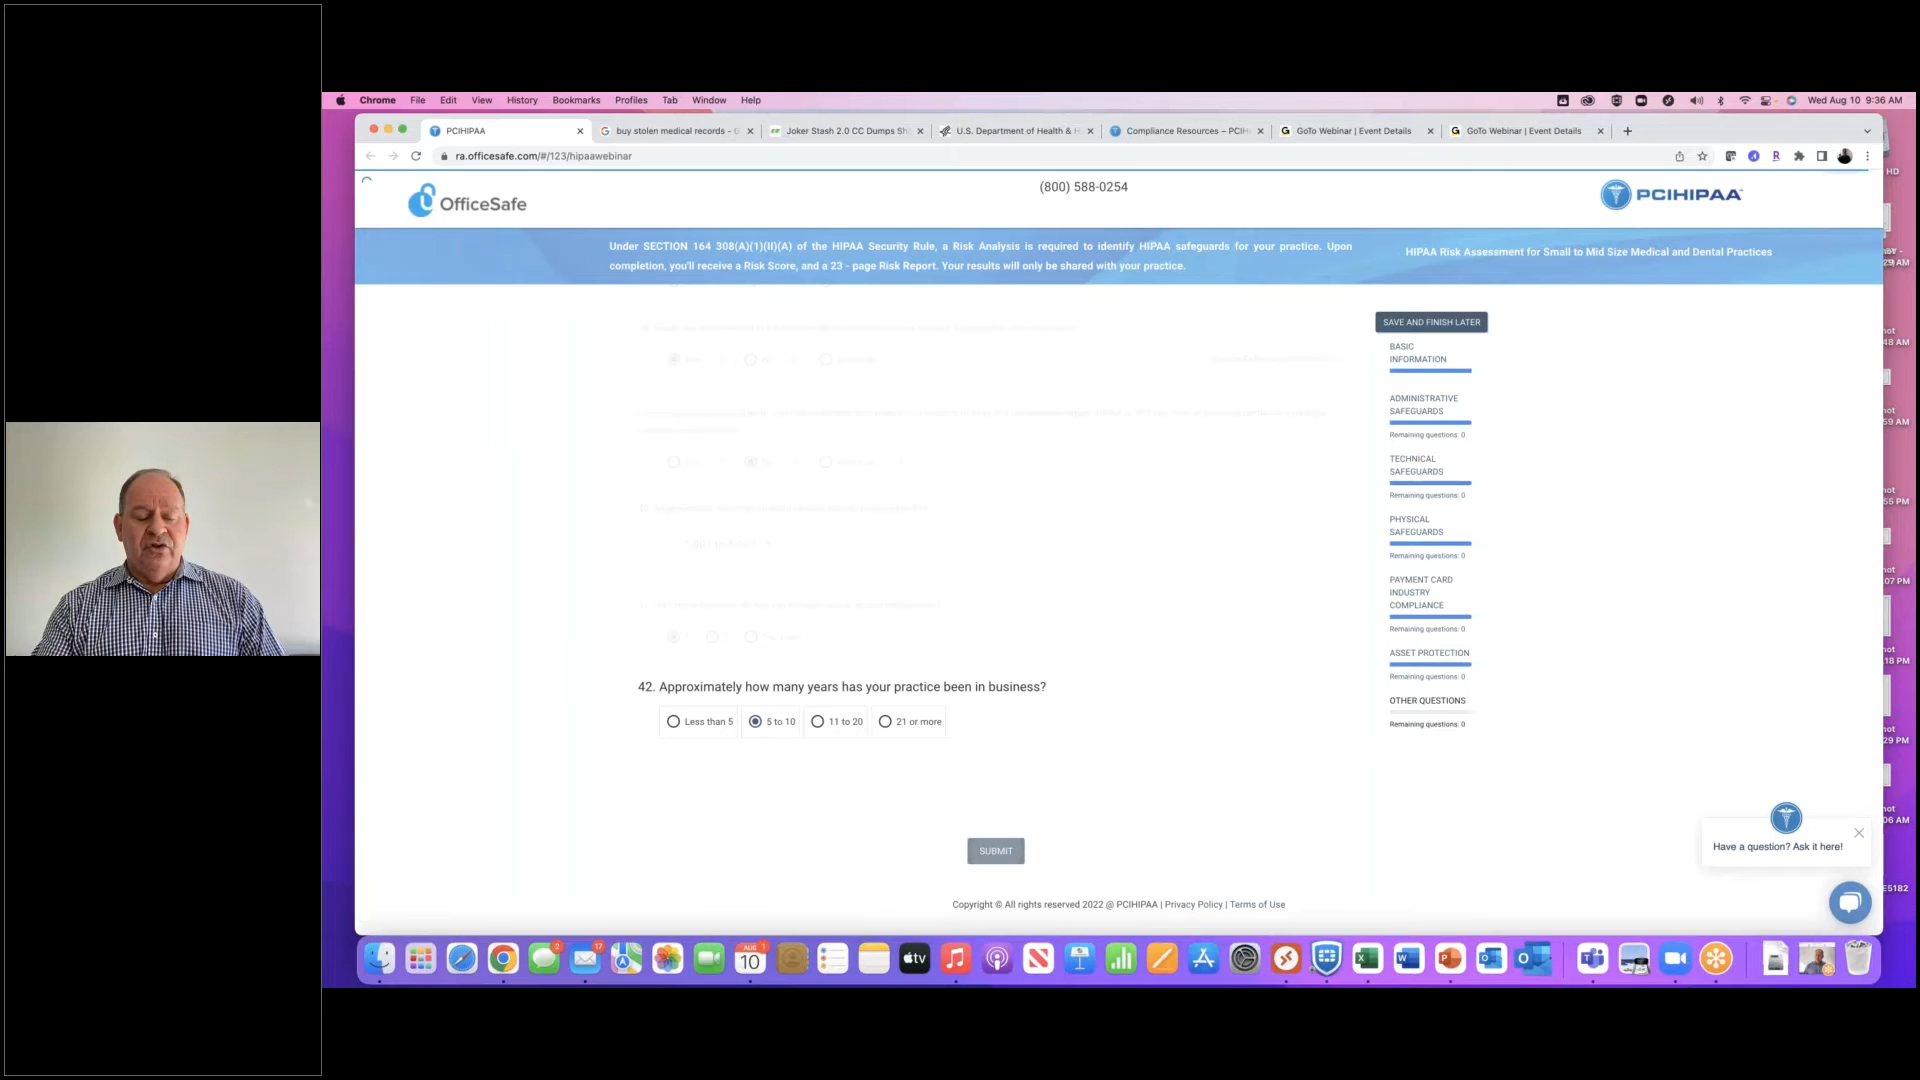 Chrome File Edit View History Bookmarks Profiles Tab Window Help
Wed Aug 10 9:36 AM
PCIHIPAA
buy stolen medical records -
Joker Stash 2.0 CC Dumps Sh
U.S. Department of Health &
Compliance Resources – PCIH
GoTo Webinar | Event Details
GoTo Webinar | Event Details
ra.officesafe.com/#/123/hipaawebinar
HD
OfficeSafe
(800) 588-0254
PCIHIPAA
Under SECTION 164 308(A)(1)(II)(A) of the HIPAA Security Rule, a Risk Analysis is required to identify HIPAA safeguards for your practice. Upon
completion, you'll receive a Risk Score, and a 23 - page Risk Report. Your results will only be shared with your practice.
HIPAA Risk Assessment for Small to Mid Size Medical and Dental Practices
SAVE AND FINISH LATER
BASIC
INFORMATION
ADMINISTRATIVE
SAFEGUARDS
Remaining questions: 0
TECHNICAL
SAFEGUARDS
Remaining questions: 0
PHYSICAL
SAFEGUARDS
Remaining questions: 0
PAYMENT CARD
INDUSTRY
COMPLIANCE
Remaining questions: 0
ASSET PROTECTION
Remaining questions: 0
OTHER QUESTIONS
Remaining questions: 0
42. Approximately how many years has your practice been in business?
Less than 5
5 to 10
11 to 20
21 or more
SUBMIT
Have a question? Ask it here!
Copyright © All rights reserved 2022 @ PCIHIPAA | Privacy Policy | Terms of Use
E5182
2
17
AUG
1
10
tv